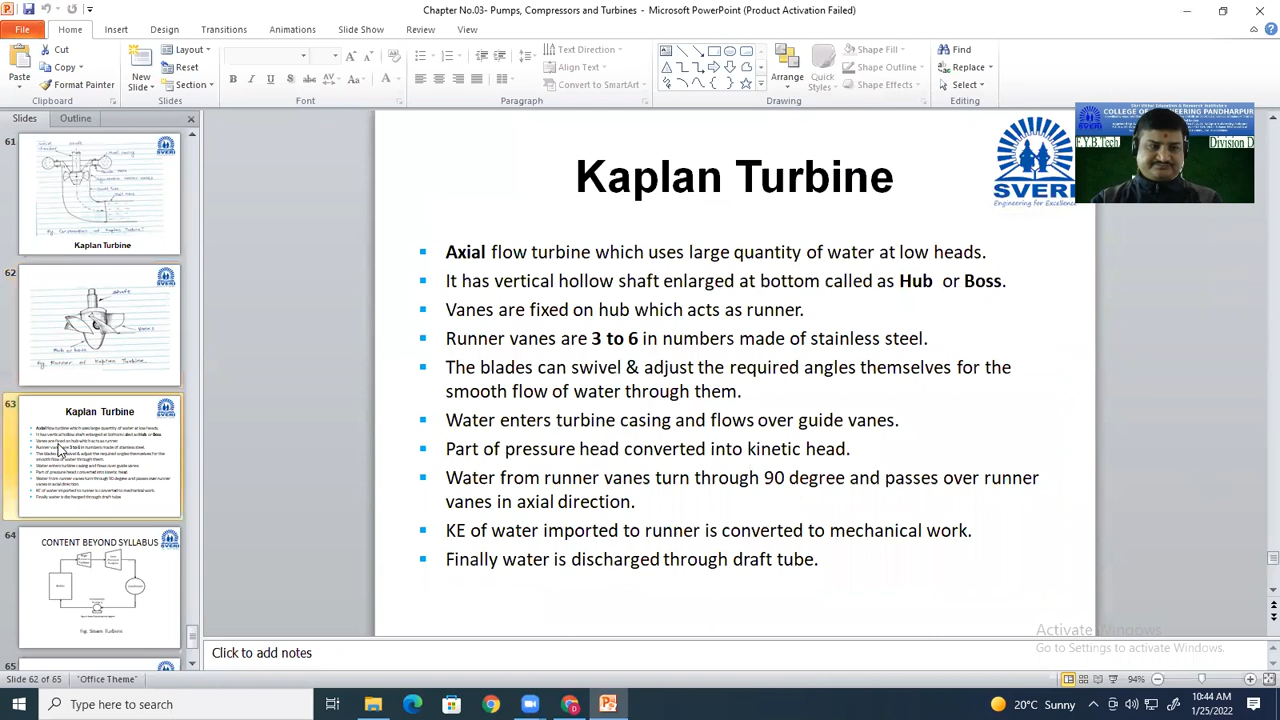 Chapter No.03- Pumps, Compressors and Turbines - Microsoft PowerPoint (Product Activation Failed)
File Home Insert Design Transitions Animations Slide Show Review View
Paste Cut Copy Format Painter Clipboard
New Slide Layout Reset Section Slides
B I U S abc AV Aa A Font
Text Direction Align Text Convert to SmartArt Paragraph
Arrange Quick Styles Shape Fill Shape Outline Shape Effects Drawing
Find Replace Select Editing
Slides Outline
61
Kaplan Turbine
62
63
Kaplan Turbine
64
CONTENT BEYOND SYLLABUS
Fig. Steam Turbine
65
Kaplan Turbine
SVERI
Engineering for Excellence
COLLEGE OF ENGINEERING PANDHARPUR
SVERI
F.Y.B.Tech Division D
Axial flow turbine which uses large quantity of water at low heads.
It has vertical hollow shaft enlarged at bottom called as Hub or Boss.
Vanes are fixed on hub which acts as runner.
Runner vanes are 3 to 6 in numbers made of stainless steel.
The blades can swivel & adjust the required angles themselves for the
smooth flow of water through them.
Water enters turbine casing and flows over guide vanes.
Part of pressure head converted into kinetic head.
Water from runner vanes turn through 90 degree and passes over runner
vanes in axial direction.
KE of water imported to runner is converted to mechanical work.
Finally water is discharged through draft tube.
Activate Windows
Go to Settings to activate Windows.
Click to add notes
Slide 62 of 65 "Office Theme" 94%
Type here to search
20°C Sunny
10:44 AM
1/25/2022